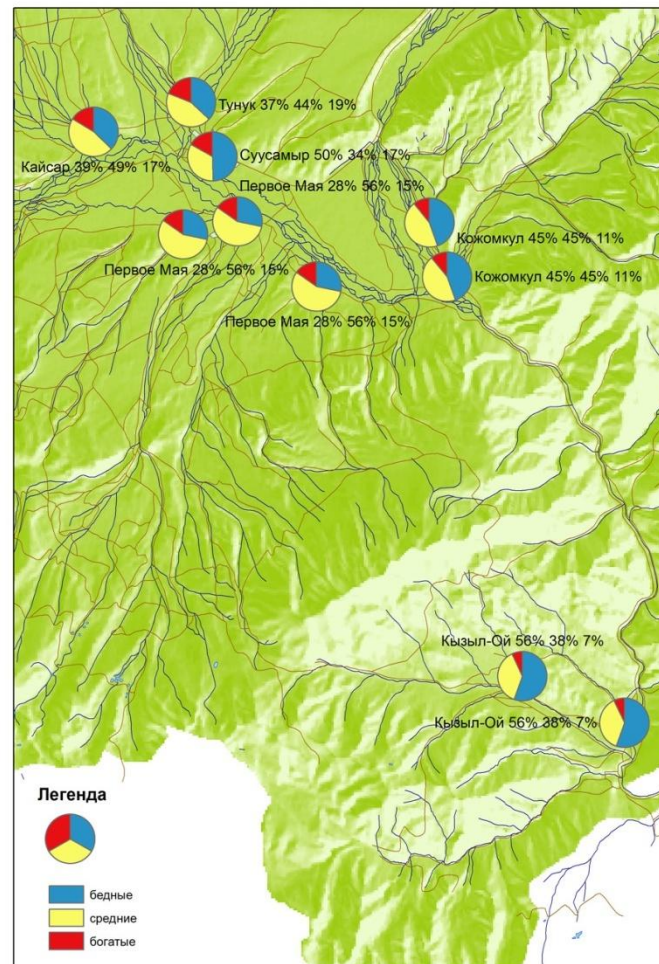 Тунук 37% 44% 19%
Суусамыр 50% 34% 17%
Кайсар 39% 49% 17%
Первое Мая 28% 56% 15%
Кожомкул 45% 45% 11%
Первое Мая 28% 56% 15%
Кожомкул 45% 45% 11%
Первое Мая 28% 56% 15%
Кызыл-Ой 56% 38% 7%
Кызыл-Ой 56% 38% 7%
Легенда
бедные
средние
богатые